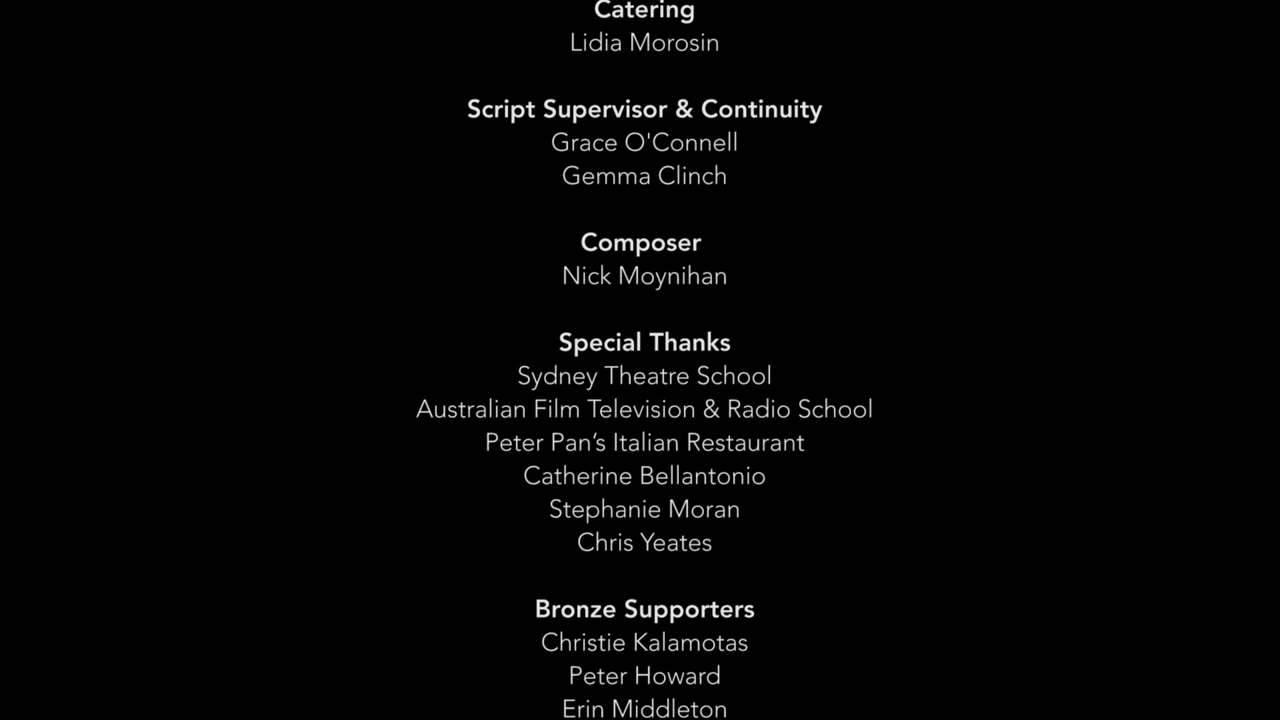 Catering
Lidia Morosin
Script Supervisor & Continuity
Grace O'Connell
Gemma Clinch
Composer
Nick Moynihan
Special Thanks
Sydney Theatre School
Australian Film Television & Radio School
Peter Pan’s Italian Restaurant
Catherine Bellantonio
Stephanie Moran
Chris Yeates
Bronze Supporters
Christie Kalamotas
Peter Howard
Erin Middleton